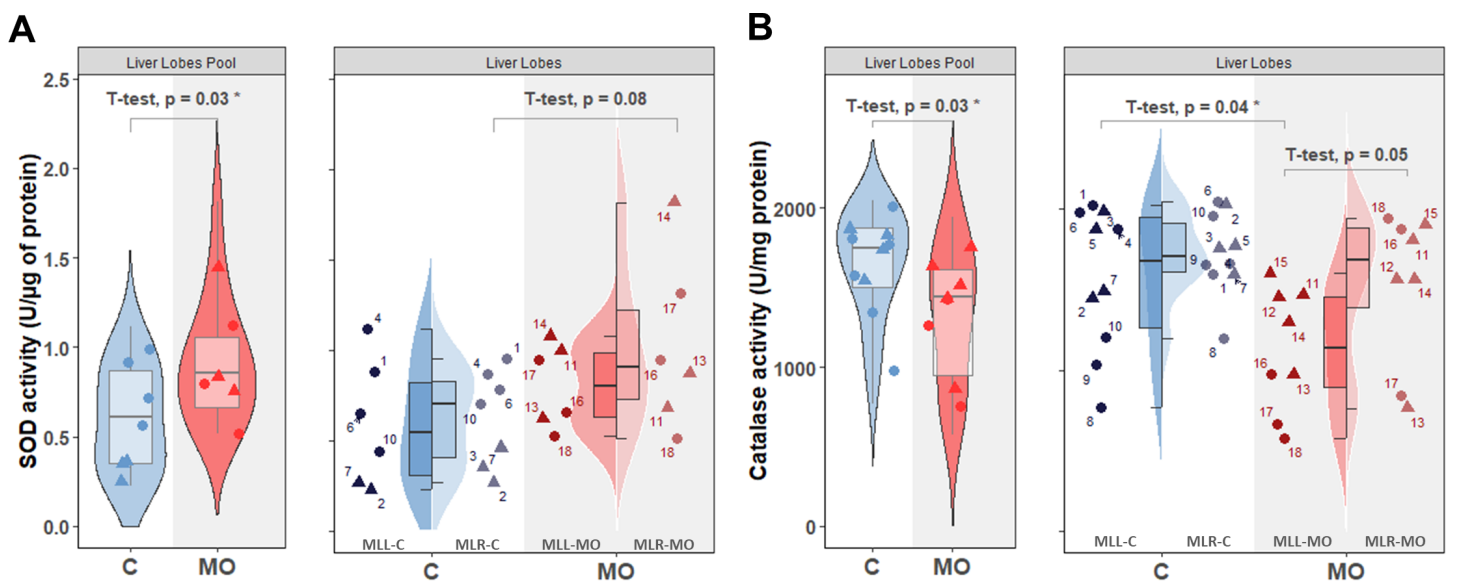 A
B
Liver Lobes Pool
Liver Lobes
Liver Lobes Pool
Liver Lobes
SOD activity (U/µg of protein)
2.5
2.0
1.5
1.0
0.5
0.0
T-test, p = 0.03 *
C
MO
T-test, p = 0.08
4
1
6
10
7
2
1
4
6
10
3
7
2
14
11
17
13
16
18
14
17
16
13
11
18
MLL-C
MLR-C
MLL-MO
MLR-MO
C
MO
Catalase activity (U/mg protein)
2000
1000
0
T-test, p = 0.03 *
C
MO
T-test, p = 0.04 *
T-test, p = 0.05
1
6
3
5
4
7
2
10
9
8
6
10
2
3
5
9
4
1
7
8
15
12
11
14
16
13
17
18
18
15
16
11
12
14
17
13
MLL-C
MLR-C
MLL-MO
MLR-MO
C
MO